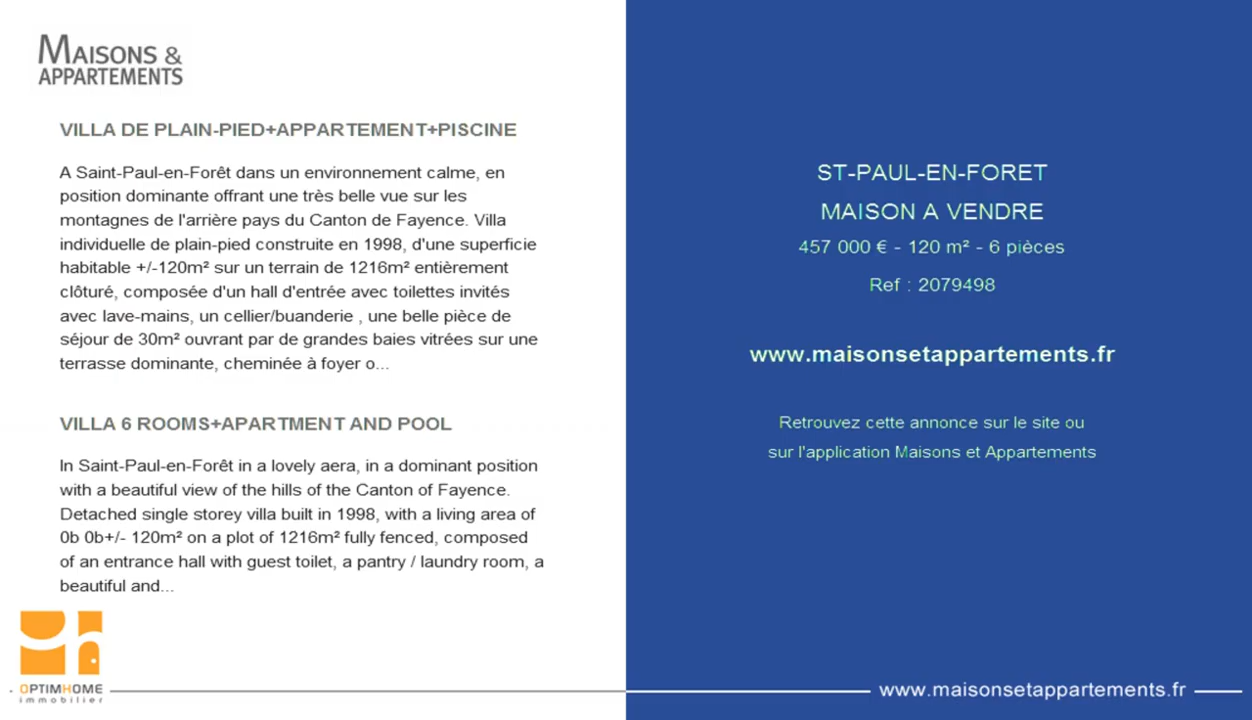 MAISONS &
APPARTEMENTS
VILLA DE PLAIN-PIED+APPARTEMENT+PISCINE
A Saint-Paul-en-Forêt dans un environnement calme, en
position dominante offrant une très belle vue sur les
montagnes de l'arrière pays du Canton de Fayence. Villa
individuelle de plain-pied construite en 1998, d'une superficie
habitable +/-120m² sur un terrain de 1216m² entièrement
clôturé, composée d'un hall d'entrée avec toilettes invités
avec lave-mains, un cellier/buanderie , une belle pièce de
séjour de 30m² ouvrant par de grandes baies vitrées sur une
terrasse dominante, cheminée à foyer o...
VILLA 6 ROOMS+APARTMENT AND POOL
In Saint-Paul-en-Forêt in a lovely aera, in a dominant position
with a beautiful view of the hills of the Canton of Fayence.
Detached single storey villa built in 1998, with a living area of
0b 0b+/- 120m² on a plot of 1216m² fully fenced, composed
of an entrance hall with guest toilet, a pantry / laundry room, a
beautiful and...
OPTIMHOME
immobilier
ST-PAUL-EN-FORET
MAISON A VENDRE
457 000 € - 120 m² - 6 pièces
Ref : 2079498
www.maisonsetappartements.fr
Retrouvez cette annonce sur le site ou
sur l'application Maisons et Appartements
www.maisonsetappartements.fr